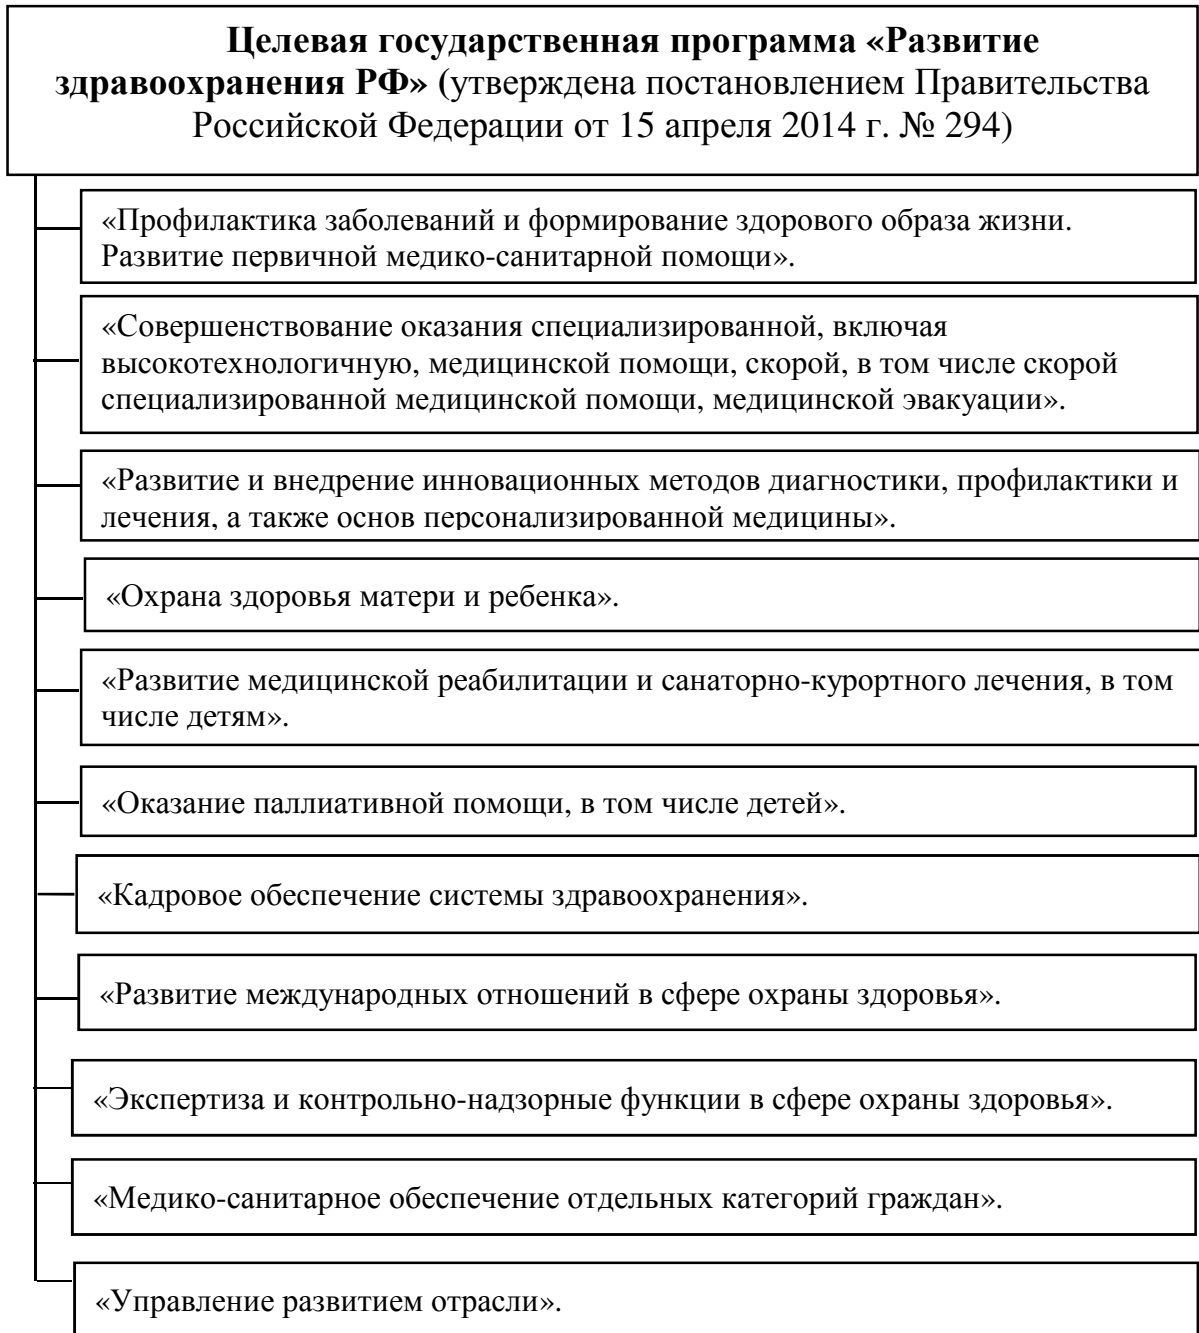 Целевая государственная программа «Развитие
здравоохранения РФ» (утверждена постановлением Правительства
Российской Федерации от 15 апреля 2014 г. № 294)
«Профилактика заболеваний и формирование здорового образа жизни.
Развитие первичной медико-санитарной помощи».
«Совершенствование оказания специализированной, включая
высокотехнологичную, медицинской помощи, скорой, в том числе скорой
специализированной медицинской помощи, медицинской эвакуации».
«Развитие и внедрение инновационных методов диагностики, профилактики и
лечения, а также основ персонализированной медицины».
«Охрана здоровья матери и ребенка».
«Развитие медицинской реабилитации и санаторно-курортного лечения, в том
числе детям».
«Оказание паллиативной помощи, в том числе детей».
«Кадровое обеспечение системы здравоохранения».
«Развитие международных отношений в сфере охраны здоровья».
«Экспертиза и контрольно-надзорные функции в сфере охраны здоровья».
«Медико-санитарное обеспечение отдельных категорий граждан».
«Управление развитием отрасли».